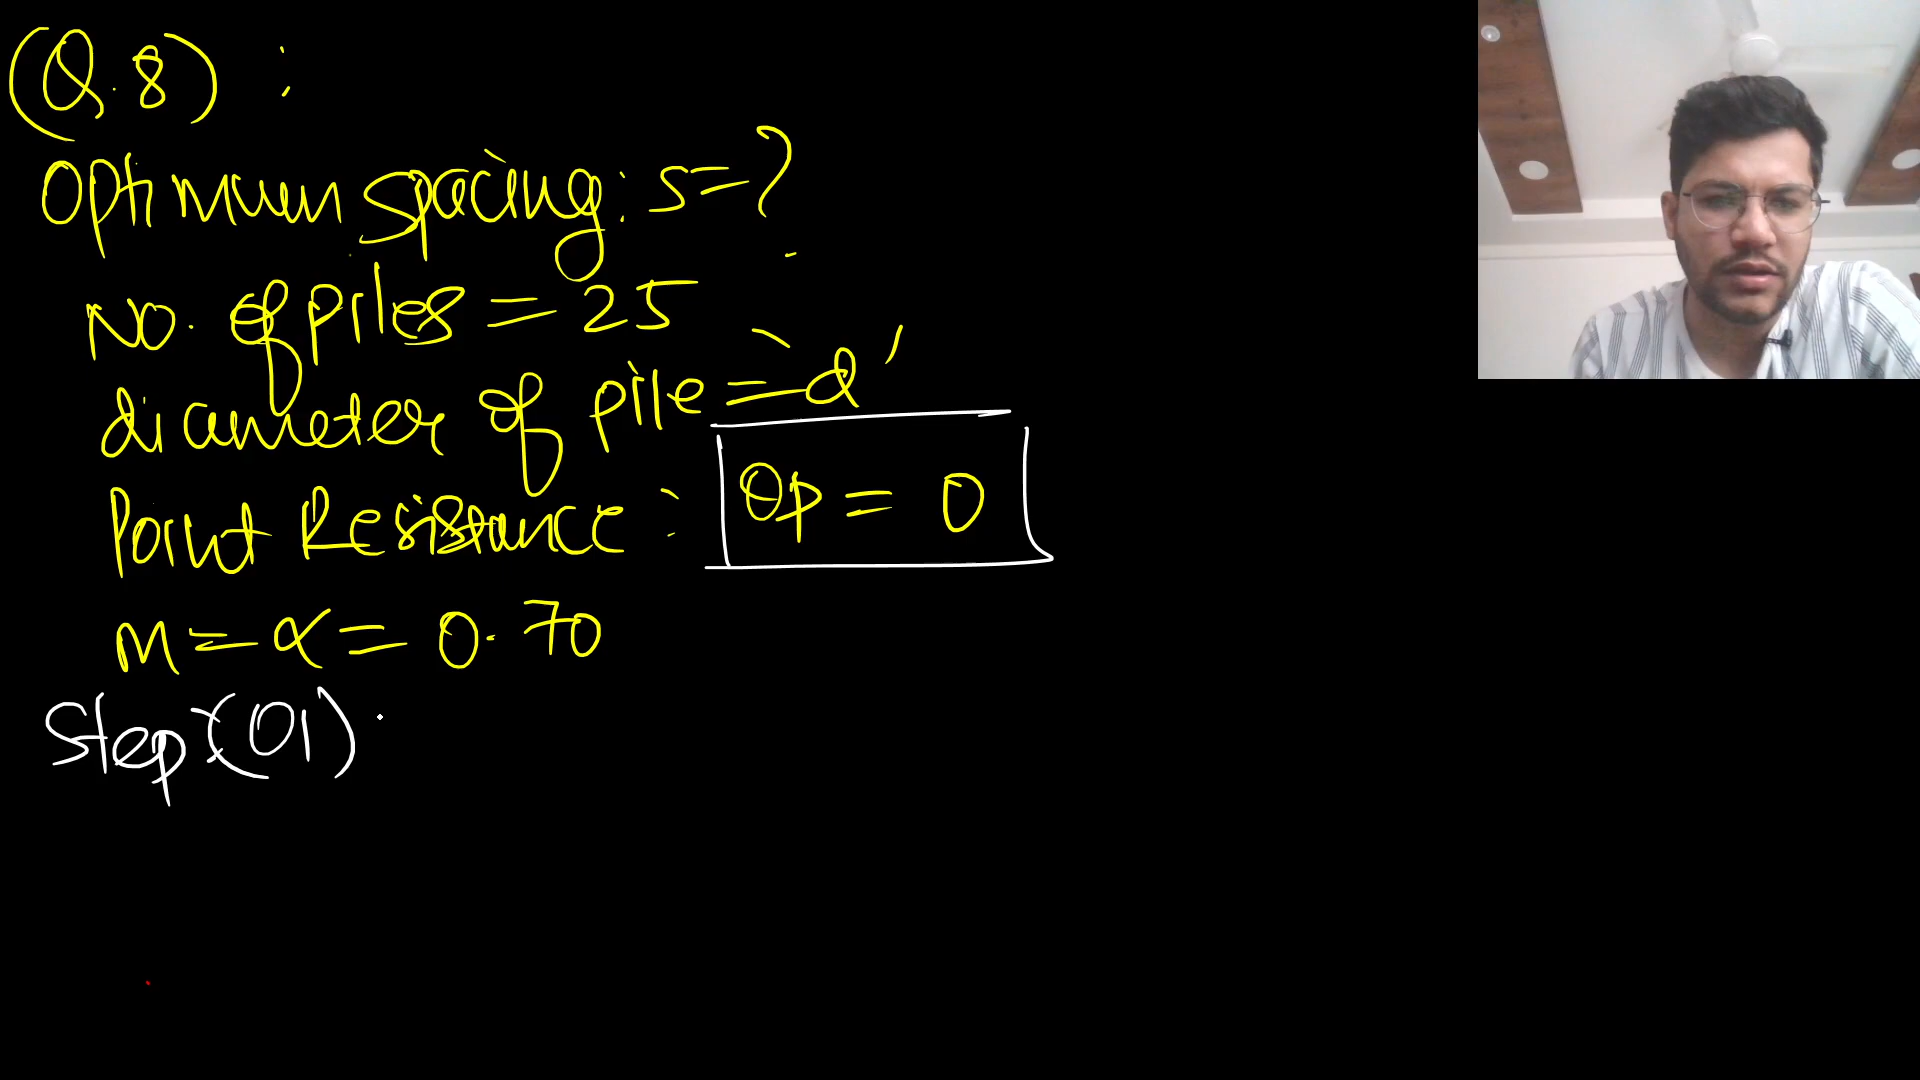 (Q.8) :
Optimum spacing: s=?
No. of piles = 25
diameter of pile = 'd'
Point Resistance : Qp = 0
m = α = 0.70
Step:(01)